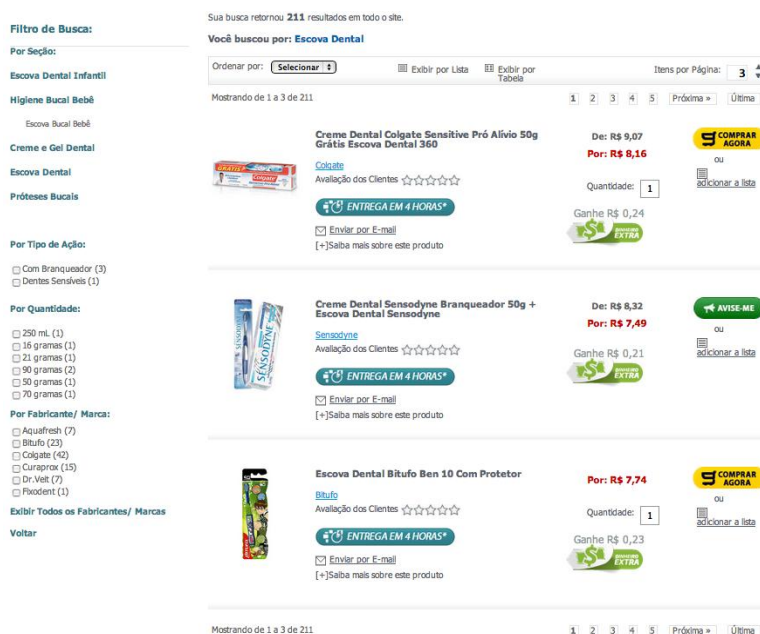 Filtro de Busca:
Por Seção:
Escova Dental Infantil
Higiene Bucal Bebê
Escova Bucal Bebê
Creme e Gel Dental
Escova Dental
Próteses Bucais
Por Tipo de Ação:
Com Branqueador (3)
Dentes Sensíveis (1)
Por Quantidade:
250 mL (1)
16 gramas (1)
21 gramas (1)
90 gramas (2)
50 gramas (1)
70 gramas (1)
Por Fabricante/ Marca:
Aquafresh (7)
Bitufo (23)
Colgate (42)
Curaprox (15)
Dr.Veit (7)
Fixodent (1)
Exibir Todos os Fabricantes/ Marcas
Voltar
Sua busca retornou 211 resultados em todo o site.
Você buscou por: Escova Dental
Ordenar por: Selecionar
Exibir por Lista
Exibir por
Tabela
Itens por Página: 3
Mostrando de 1 a 3 de 211
1 2 3 4 5 Próxima » Última
Creme Dental Colgate Sensitive Pró Alívio 50g
Grátis Escova Dental 360
Colgate
Avaliação dos Clientes
ENTREGA EM 4 HORAS*
Enviar por E-mail
[+]Saiba mais sobre este produto
GRÁTIS
Colgate
De: R$ 9,07
Por: R$ 8,16
Quantidade: 1
Ganhe R$ 0,24
DINHEIRO
EXTRA
COMPRAR
AGORA
ou
adicionar a lista
Creme Dental Sensodyne Branqueador 50g +
Escova Dental Sensodyne
Sensodyne
Avaliação dos Clientes
ENTREGA EM 4 HORAS*
Enviar por E-mail
[+]Saiba mais sobre este produto
SENSODYNE
SENSODYNE
De: R$ 8,32
Por: R$ 7,49
Ganhe R$ 0,21
DINHEIRO
EXTRA
AVISE-ME
ou
adicionar a lista
Escova Dental Bitufo Ben 10 Com Protetor
Bitufo
Avaliação dos Clientes
ENTREGA EM 4 HORAS*
Enviar por E-mail
[+]Saiba mais sobre este produto
Por: R$ 7,74
Quantidade: 1
Ganhe R$ 0,23
DINHEIRO
EXTRA
COMPRAR
AGORA
ou
adicionar a lista
Mostrando de 1 a 3 de 211
1 2 3 4 5 Próxima » Última